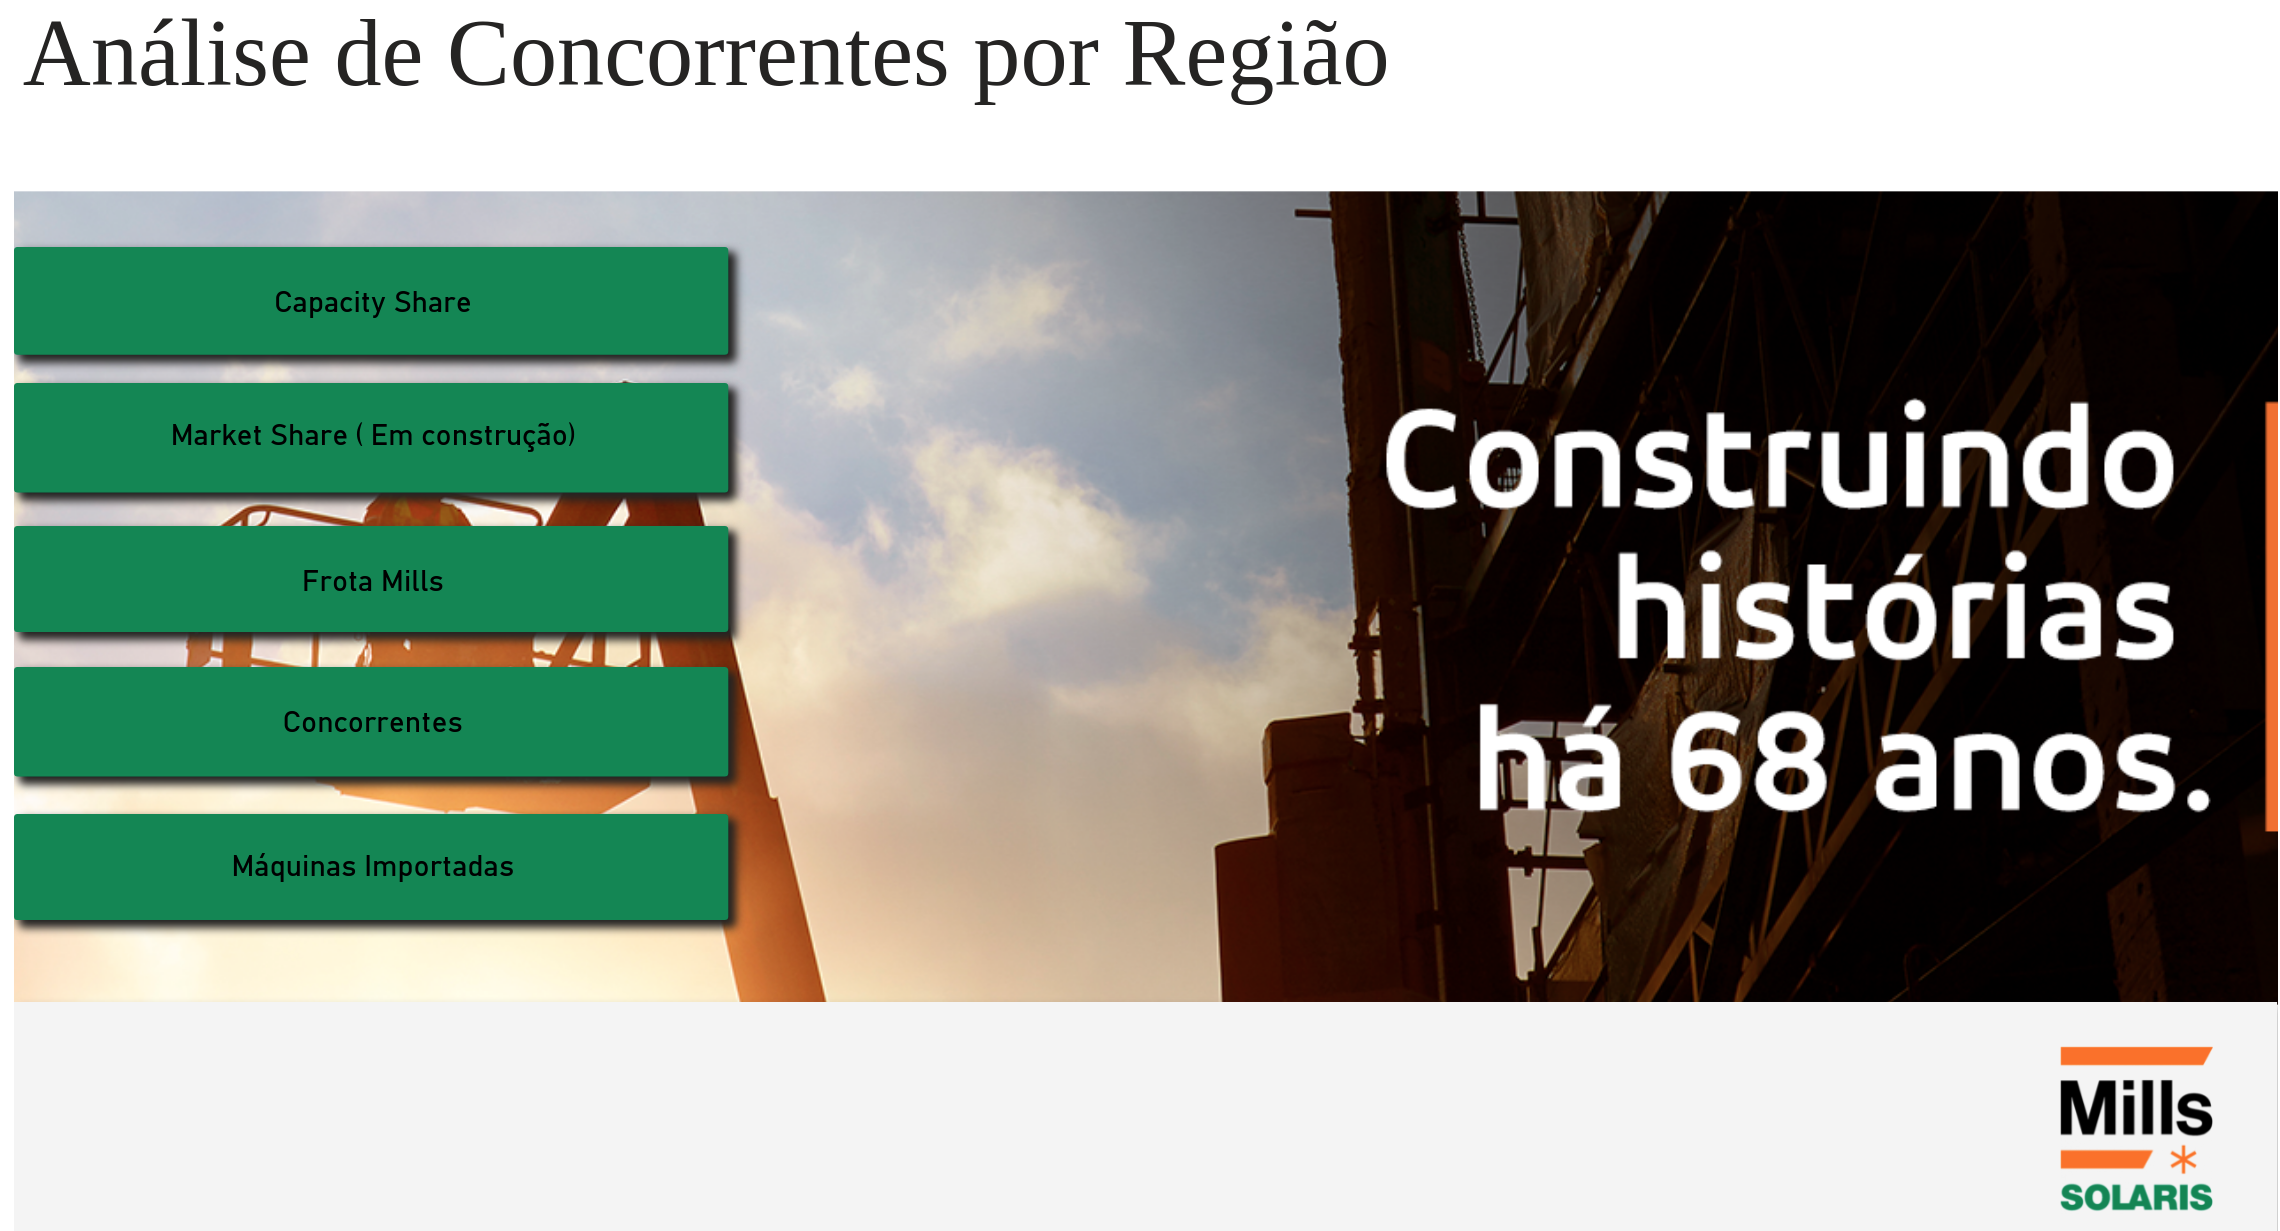 Análise de Concorrentes por Região
Capacity Share
Market Share ( Em construção)
Frota Mills
Concorrentes
Máquinas Importadas
Construindo
histórias
há 68 anos.
Mills
SOLARIS